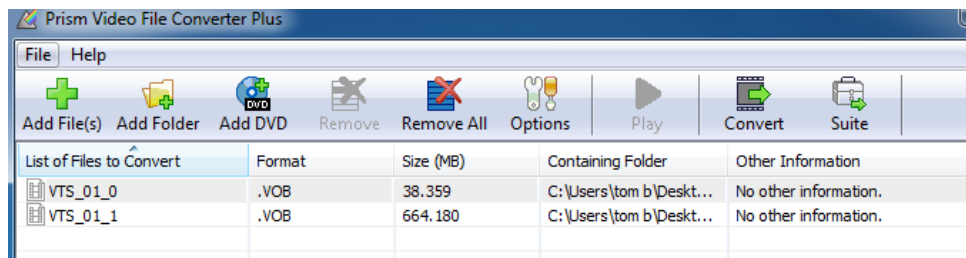 Prism Video File Converter Plus
File Help
DVD
Add File(s) Add Folder Add DVD Remove Remove All Options Play Convert Suite
List of Files to Convert Format Size (MB) Containing Folder Other Information
VTS_01_0 .VOB 38.359 C:\Users\tom b\Deskt... No other information.
VTS_01_1 .VOB 664.180 C:\Users\tom b\Deskt... No other information.